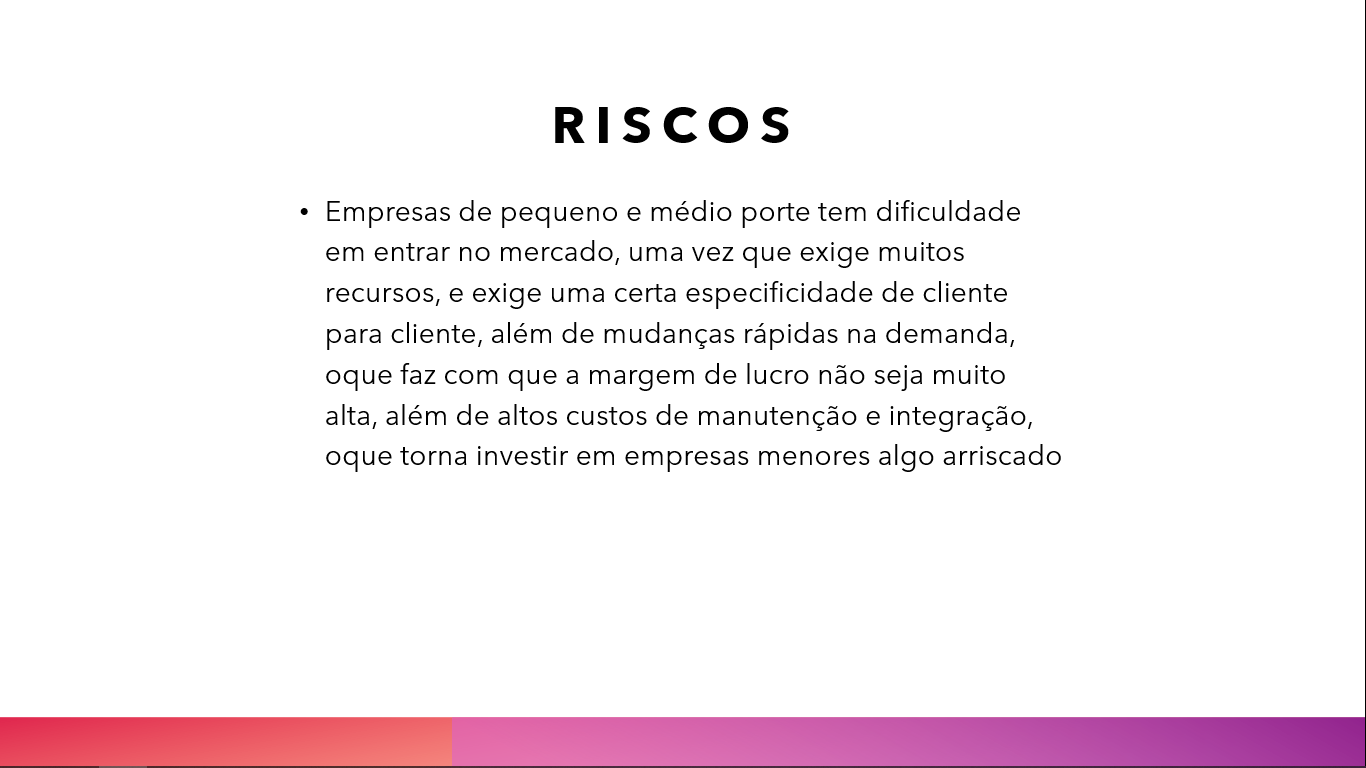 RISCOS
• Empresas de pequeno e médio porte tem dificuldade
em entrar no mercado, uma vez que exige muitos
recursos, e exige uma certa especificidade de cliente
para cliente, além de mudanças rápidas na demanda,
oque faz com que a margem de lucro não seja muito
alta, além de altos custos de manutenção e integração,
oque torna investir em empresas menores algo arriscado